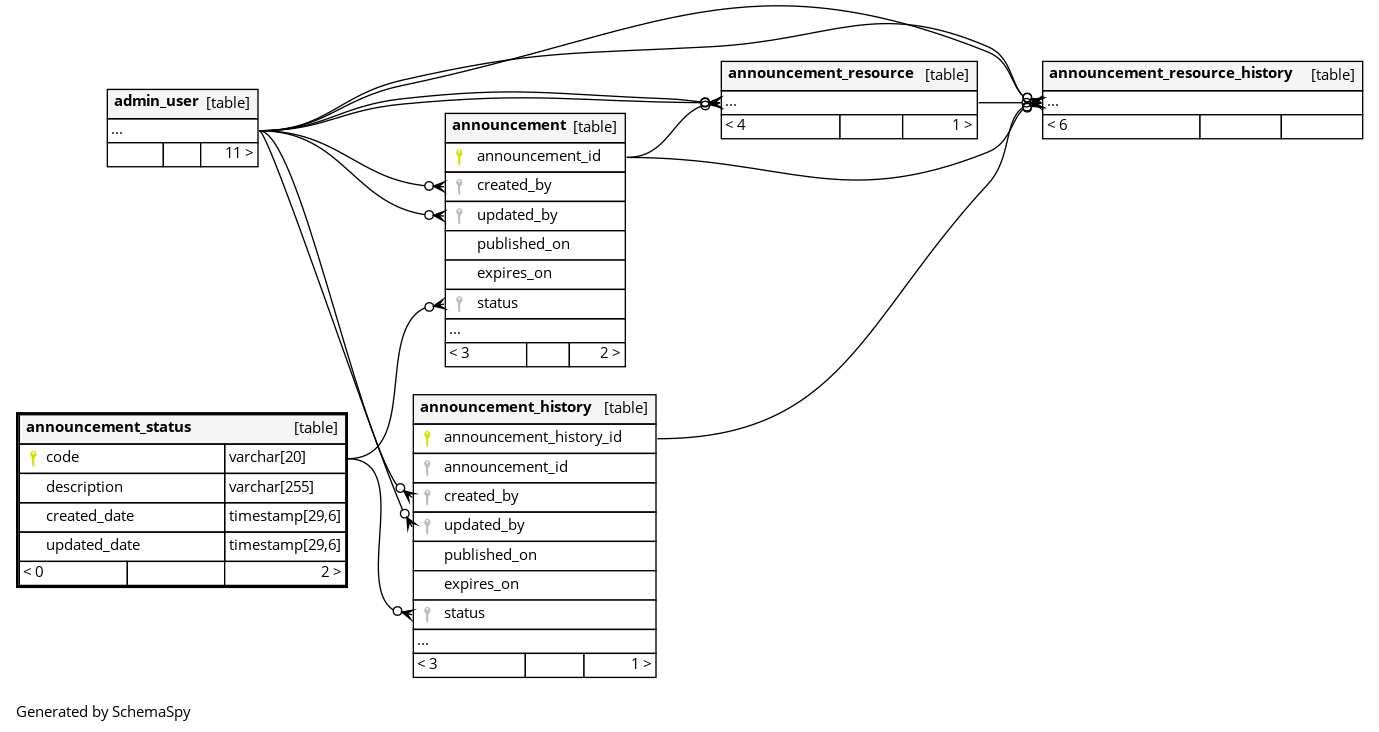 admin_user [table]
...
11 >
announcement [table]
announcement_id
created_by
updated_by
published_on
expires_on
status
...
< 3 2 >
announcement_resource [table]
...
< 4 1 >
announcement_resource_history [table]
...
< 6
announcement_status [table]
code varchar[20]
description varchar[255]
created_date timestamp[29,6]
updated_date timestamp[29,6]
< 0 2 >
announcement_history [table]
announcement_history_id
announcement_id
created_by
updated_by
published_on
expires_on
status
...
< 3 1 >
Generated by SchemaSpy